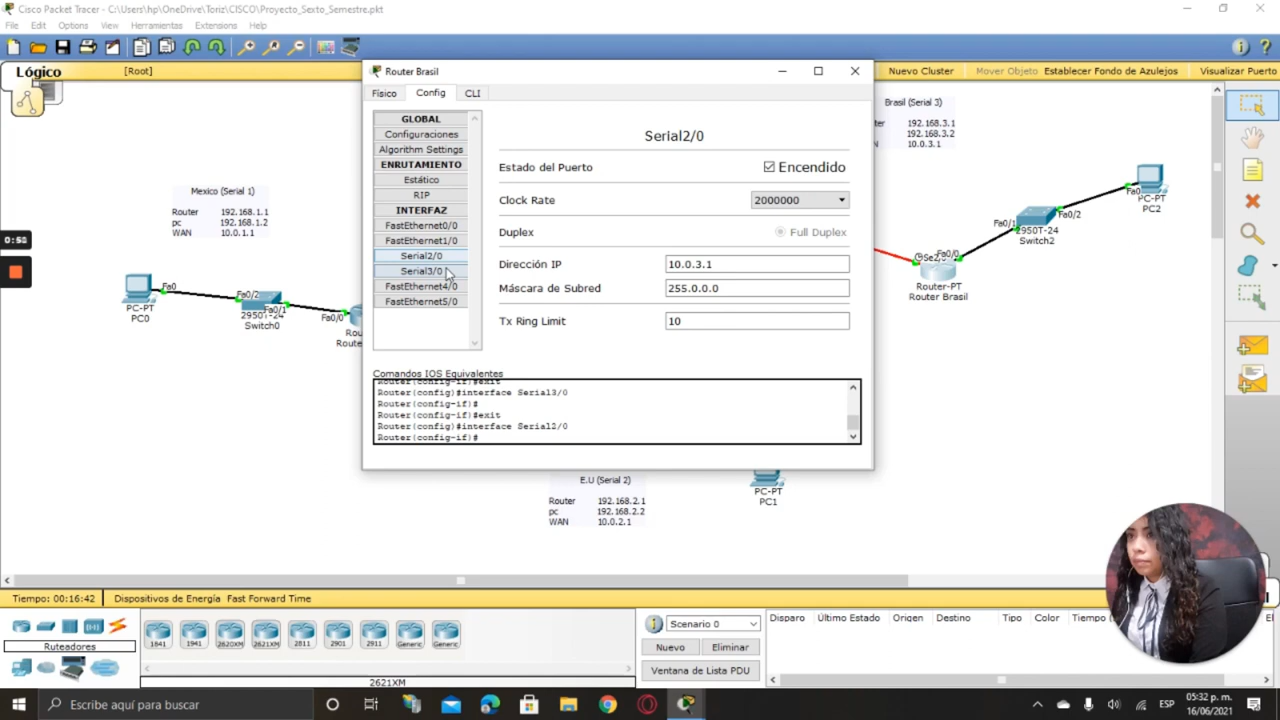 Cisco Packet Tracer - C:\Users\hp\OneDrive\Toriz\CISCO\Proyecto_Sexto_Semestre.pkt
File Edit Options View Herramientas Extensions Help
Lógico
[Root]
Nuevo Cluster
Mover Objeto
Establecer Fondo de Azulejos
Visualizar Puerto
Router Brasil
Físico
Config
CLI
GLOBAL
Configuraciones
Algorithm Settings
ENRUTAMIENTO
Estático
RIP
INTERFAZ
FastEthernet0/0
FastEthernet1/0
Serial2/0
Serial3/0
FastEthernet4/0
FastEthernet5/0
Serial2/0
Estado del Puerto
Encendido
Clock Rate
2000000
Duplex
Full Duplex
Dirección IP
10.0.3.1
Máscara de Subred
255.0.0.0
Tx Ring Limit
10
Comandos IOS Equivalentes
Router(config-if)#exit
Router(config)#interface Serial3/0
Router(config-if)#
Router(config-if)#exit
Router(config)#interface Serial2/0
Router(config-if)#
Mexico (Serial 1)
Router 192.168.1.1
pc 192.168.1.2
WAN 10.0.1.1
0:58
Fa0
PC-PT
PC0
Fa0/2
2950T-24
Fa0/1
Switch0
Fa0/0
Brasil (Serial 3)
192.168.3.1
192.168.3.2
10.0.3.1
Fa0
PC-PT
PC2
Fa0/1
Fa0/2
2950T-24
Switch2
Fa0/0
Router-PT
Router Brasil
E.U (Serial 2)
Router 192.168.2.1
pc 192.168.2.2
WAN 10.0.2.1
PC-PT
PC1
Tiempo: 00:16:42
Dispositivos de Energía
Fast Forward Time
Ruteadores
1841
1941
2620XM
2621XM
2811
2901
2911
Generic
Generic
2621XM
Escenario 0
Nuevo
Eliminar
Ventana de Lista PDU
Disparo Último Estado Origen Destino Tipo Color Tiempo
Escribe aquí para buscar
ESP
05:32 p. m.
16/06/2021